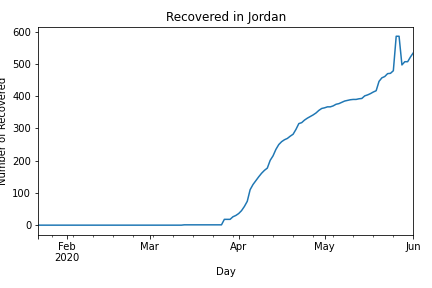 Recovered in Jordan
Number of Recovered
600
500
400
300
200
100
0
Feb
2020
Mar
Apr
May
Jun
Day